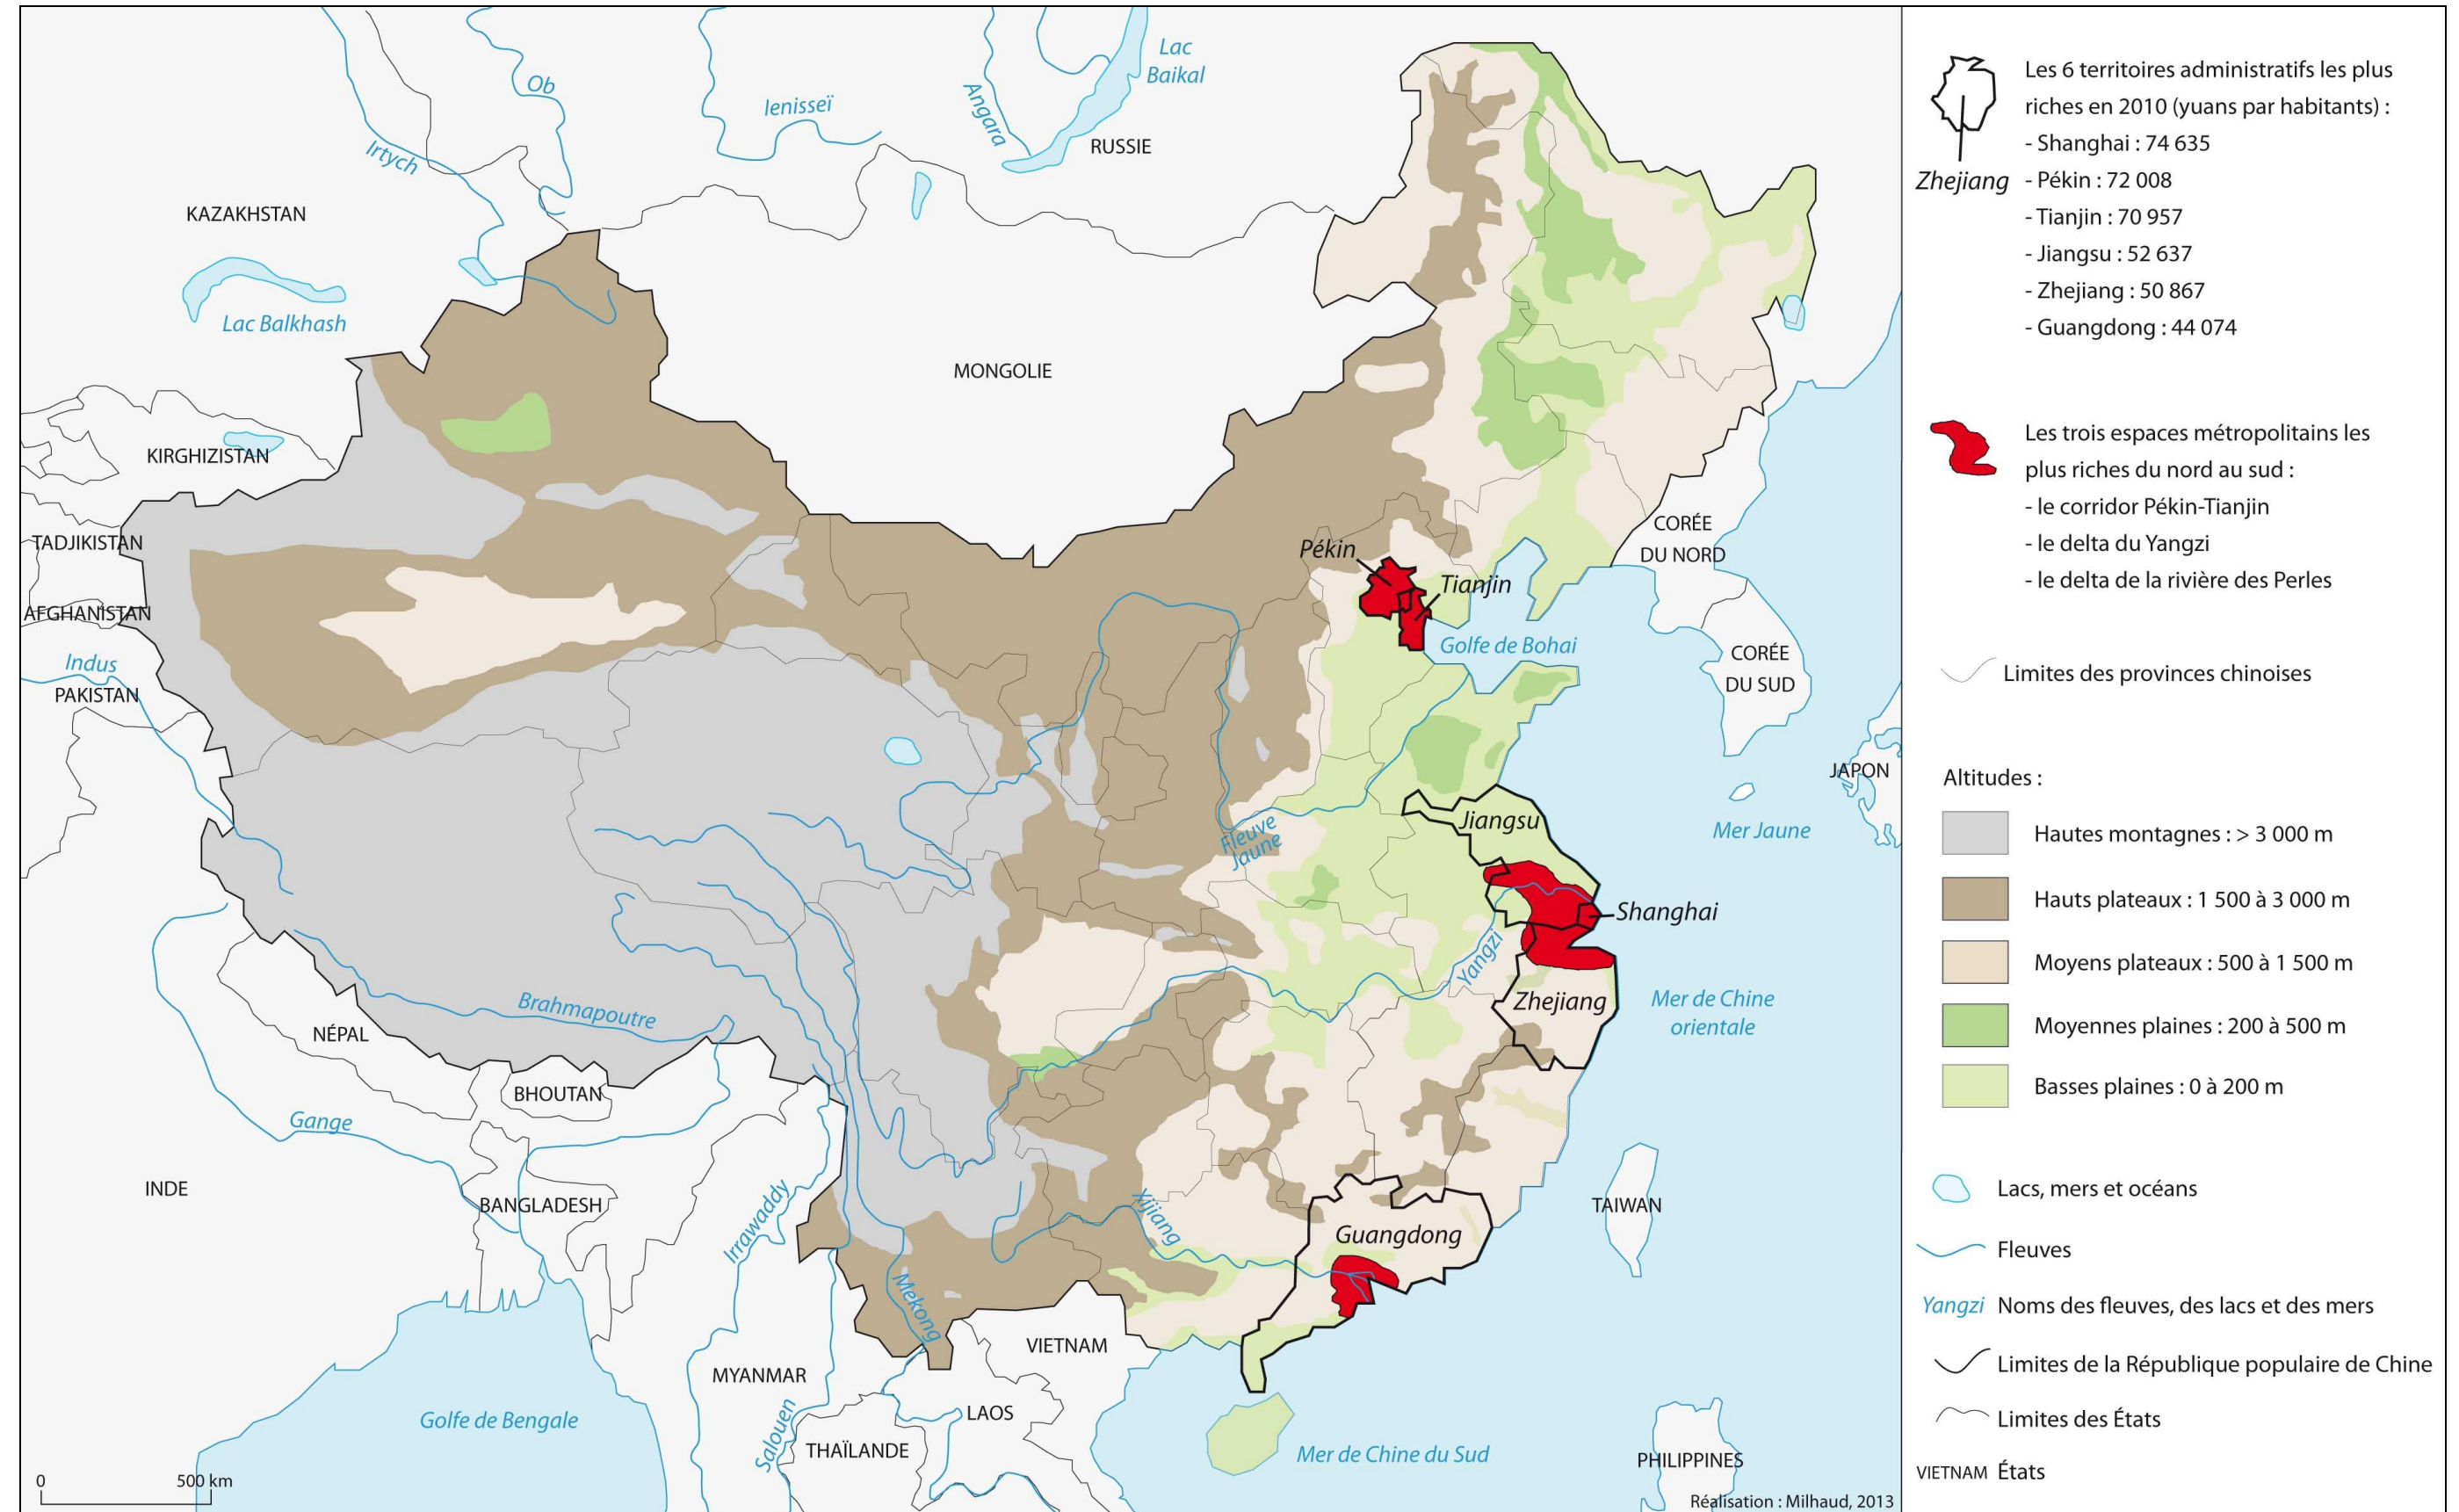 Lac
Baikal
Ob
Ienisseï
Angara
RUSSIE
Irtych
KAZAKHSTAN
Lac Balkhash
MONGOLIE
KIRGHIZISTAN
TADJIKISTAN
AFGHANISTAN
Indus
PAKISTAN
Pékin
Tianjin
Golfe de Bohai
CORÉE
DU NORD
CORÉE
DU SUD
JAPON
Mer Jaune
Jiangsu
Fleuve
Jaune
Shanghai
Yangzi
Zhejiang
Mer de Chine
orientale
Brahmapoutre
NÉPAL
BHOUTAN
Gange
INDE
BANGLADESH
Irrawaddy
Xijiang
Guangdong
TAIWAN
Mekong
VIETNAM
MYANMAR
LAOS
Salouen
THAÏLANDE
Golfe de Bengale
Mer de Chine du Sud
PHILIPPINES
0 500 km
Réalisation : Milhaud, 2013
Zhejiang
Les 6 territoires administratifs les plus
riches en 2010 (yuans par habitants) :
- Shanghai : 74 635
- Pékin : 72 008
- Tianjin : 70 957
- Jiangsu : 52 637
- Zhejiang : 50 867
- Guangdong : 44 074
Les trois espaces métropolitains les
plus riches du nord au sud :
- le corridor Pékin-Tianjin
- le delta du Yangzi
- le delta de la rivière des Perles
Limites des provinces chinoises
Altitudes :
Hautes montagnes : > 3 000 m
Hauts plateaux : 1 500 à 3 000 m
Moyens plateaux : 500 à 1 500 m
Moyennes plaines : 200 à 500 m
Basses plaines : 0 à 200 m
Lacs, mers et océans
Fleuves
Yangzi Noms des fleuves, des lacs et des mers
Limites de la République populaire de Chine
Limites des États
VIETNAM États